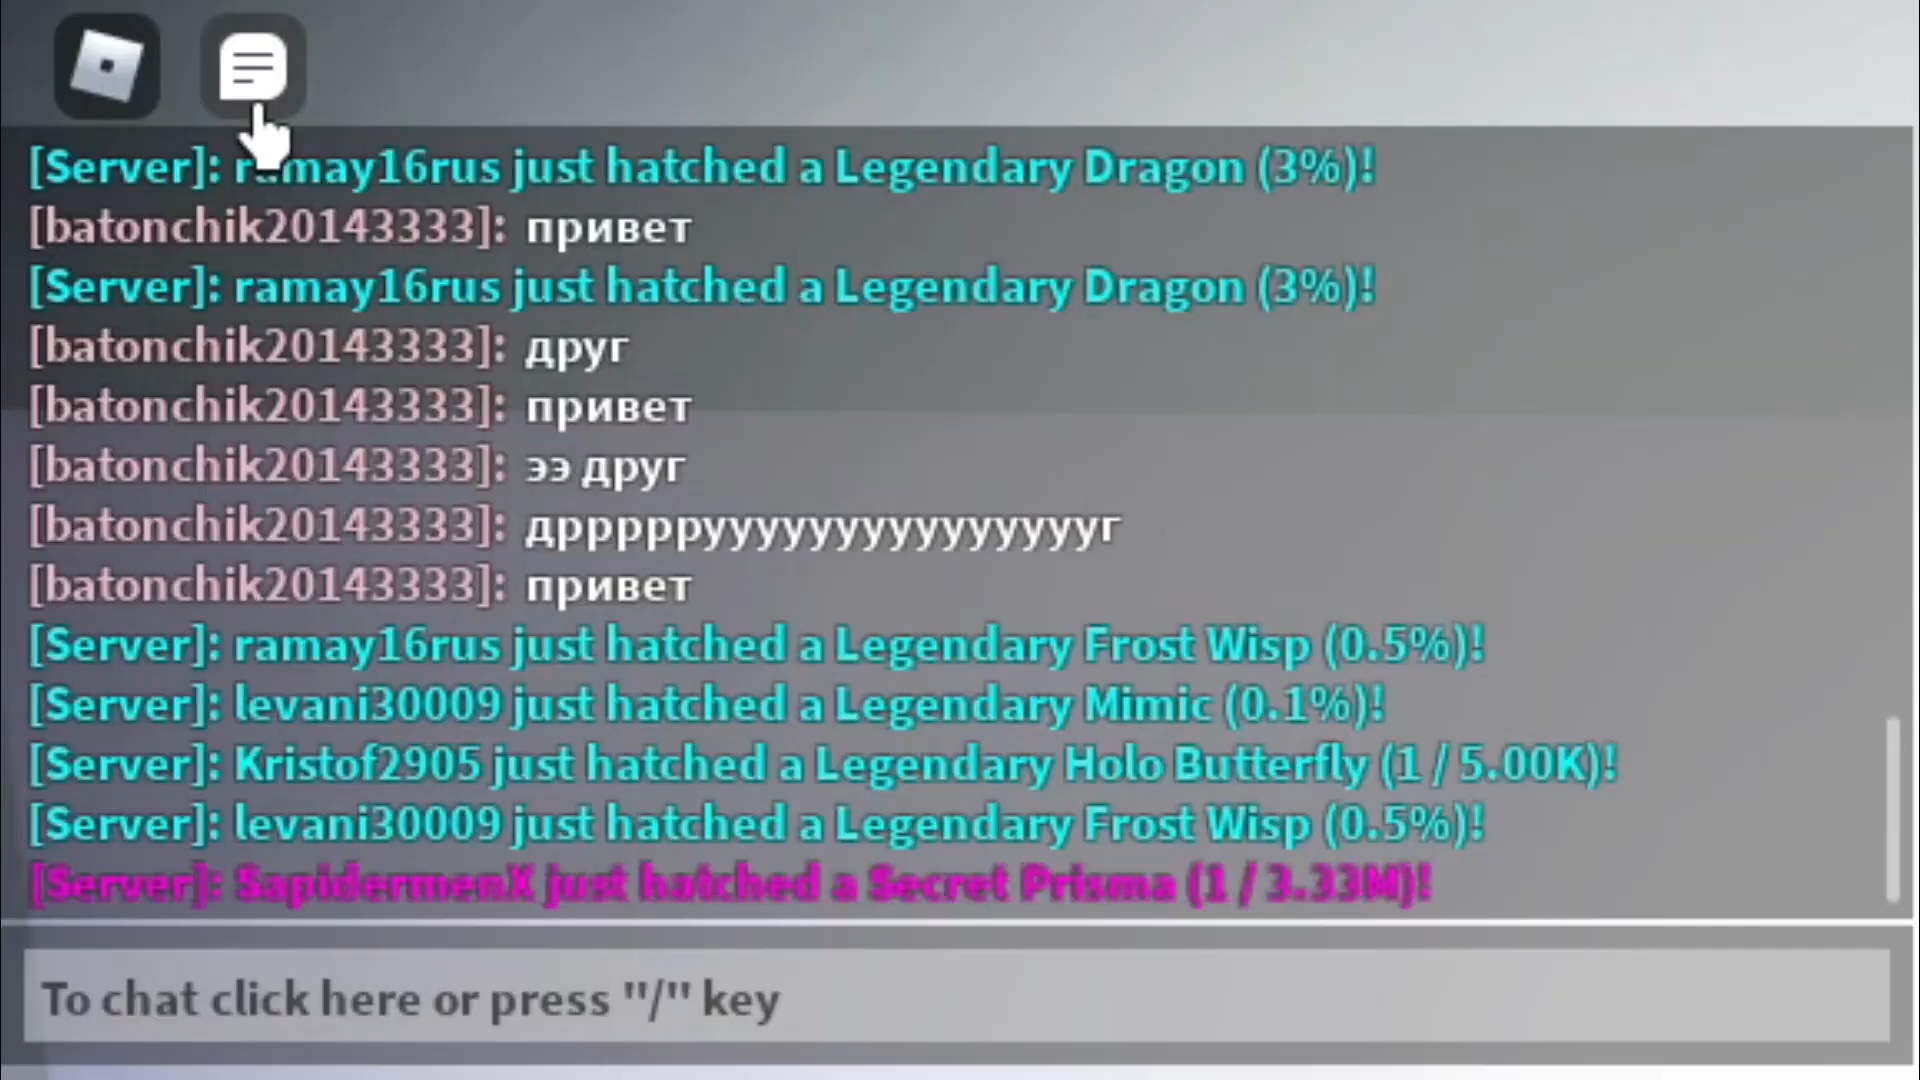 [Server]: ramay16rus just hatched a Legendary Dragon (3%)!
[batonchik20143333]: привет
[Server]: ramay16rus just hatched a Legendary Dragon (3%)!
[batonchik20143333]: друг
[batonchik20143333]: привет
[batonchik20143333]: ээ друг
[batonchik20143333]: дррррррууууууууууууууууг
[batonchik20143333]: привет
[Server]: ramay16rus just hatched a Legendary Frost Wisp (0.5%)!
[Server]: levani30009 just hatched a Legendary Mimic (0.1%)!
[Server]: Kristof2905 just hatched a Legendary Holo Butterfly (1 / 5.00K)!
[Server]: levani30009 just hatched a Legendary Frost Wisp (0.5%)!
[Server]: SapidermenX just hatched a Secret Prisma (1 / 3.33M)!
To chat click here or press "/" key